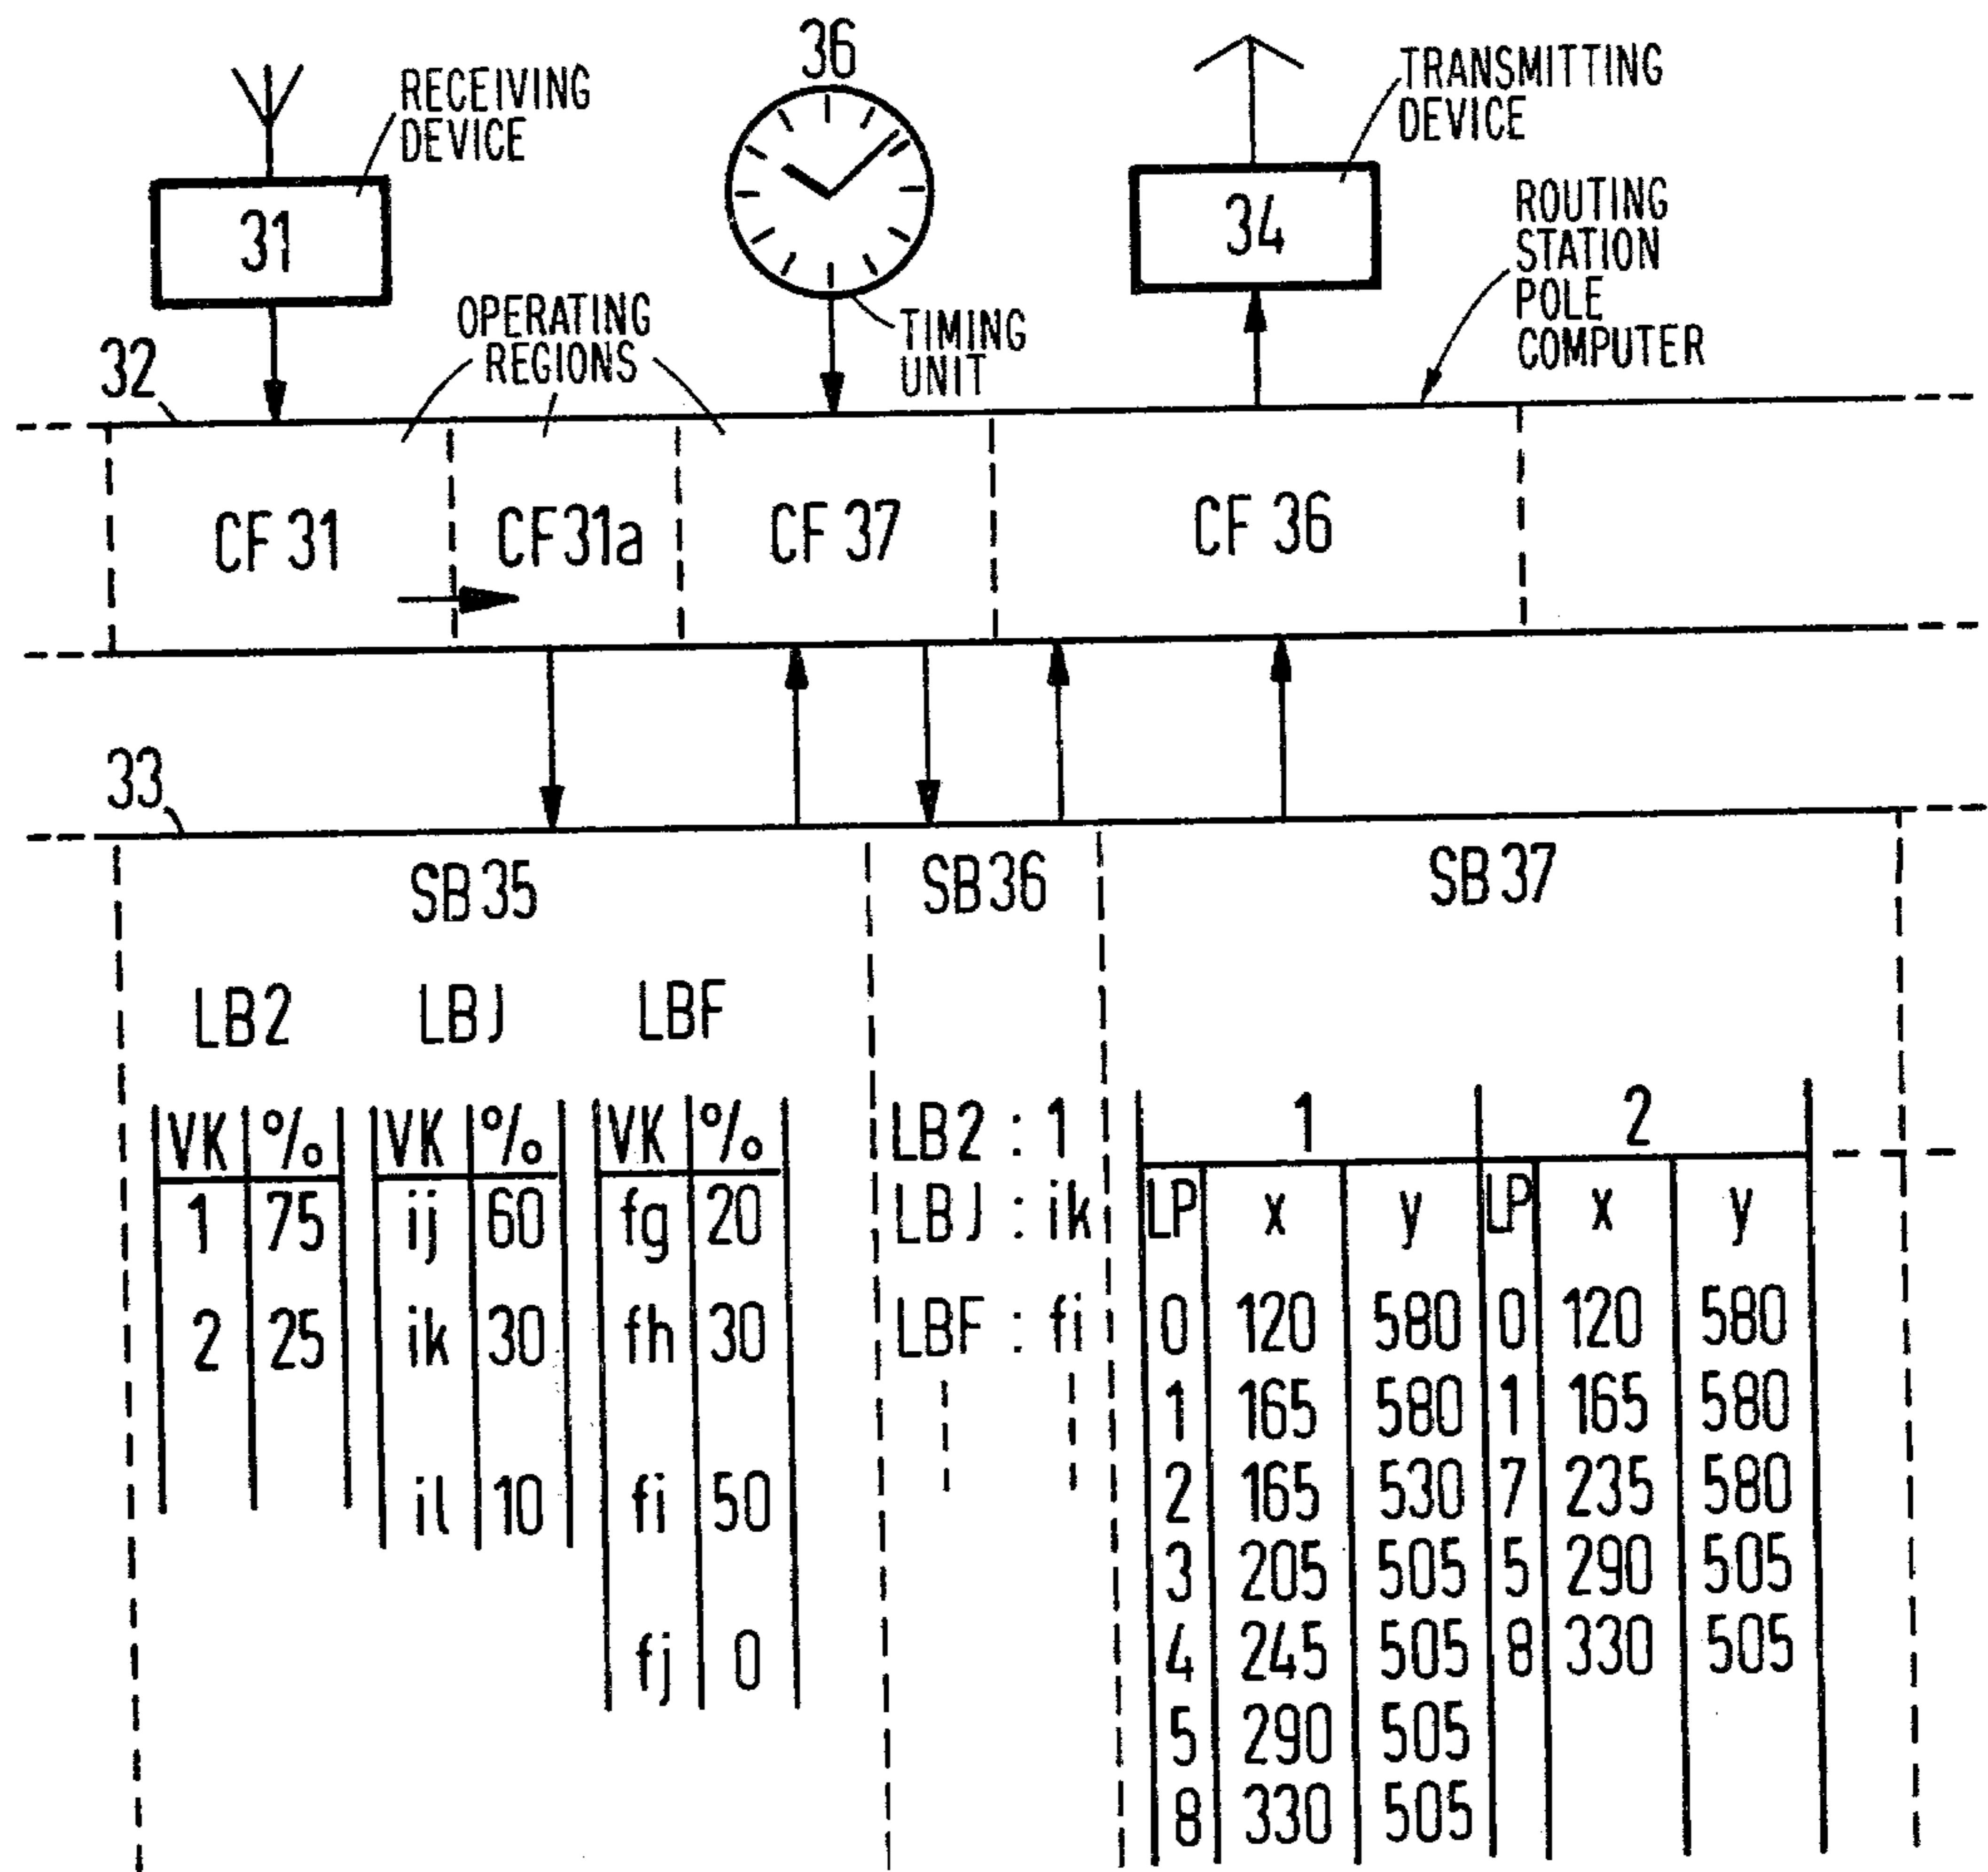 36
RECEIVING
DEVICE
TRANSMITTING
DEVICE
31
34
ROUTING
STATION
POLE
COMPUTER
OPERATING
REGIONS
TIMING
UNIT
32
CF 31
CF31a
CF 37
CF 36
33
SB35
SB36
SB37
LB2 LBJ LBF
VK % VK % VK %
1 75 ij 60 fg 20
2 25 ik 30 fh 30
il 10 fi 50
fj 0
LB2 : 1
LBJ : ik
LBF : fi
1 2
LP x y LP x y
0 120 580 0 120 580
1 165 580 1 165 580
2 165 530 7 235 580
3 205 505 5 290 505
4 245 505 8 330 505
5 290 505
8 330 505